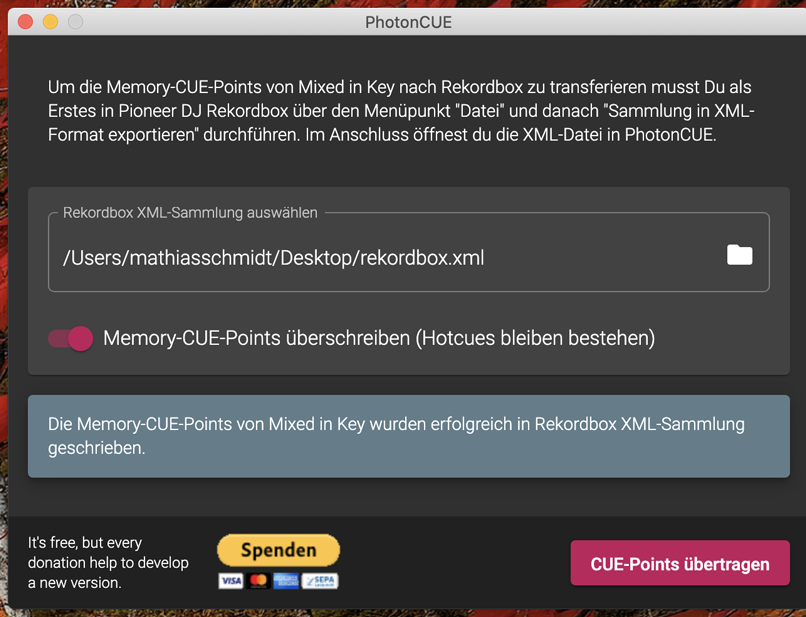 PhotonCUE
Um die Memory-CUE-Points von Mixed in Key nach Rekordbox zu transferieren musst Du als
Erstes in Pioneer DJ Rekordbox über den Menüpunkt "Datei" und danach "Sammlung in XML-
Format exportieren" durchführen. Im Anschluss öffnest du die XML-Datei in PhotonCUE.
Rekordbox XML-Sammlung auswählen
/Users/mathiasschmidt/Desktop/rekordbox.xml
Memory-CUE-Points überschreiben (Hotcues bleiben bestehen)
Die Memory-CUE-Points von Mixed in Key wurden erfolgreich in Rekordbox XML-Sammlung
geschrieben.
It's free, but every
donation help to develop
a new version.
Spenden
VISA
SEPA
CUE-Points übertragen